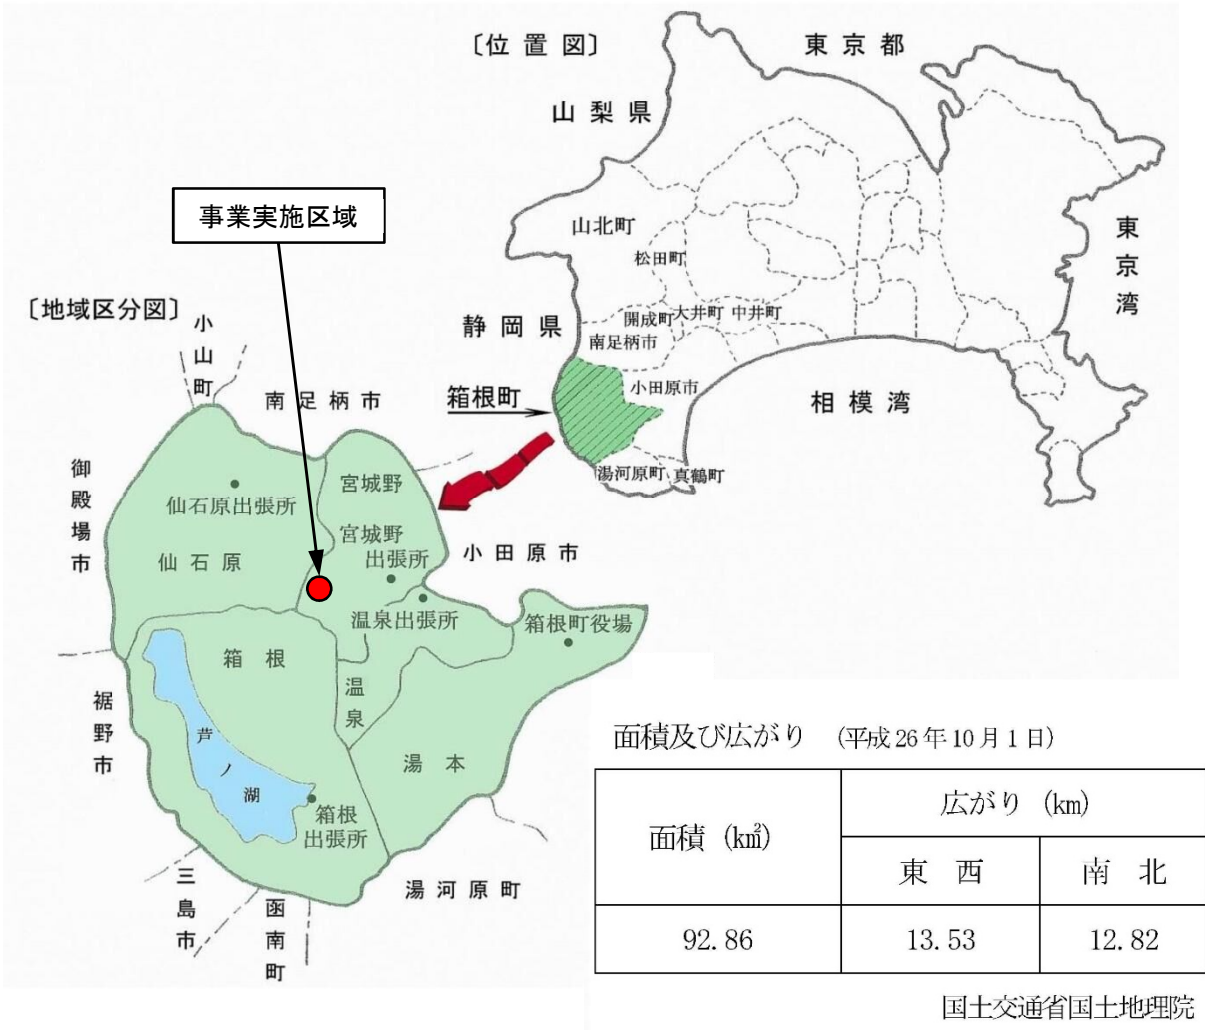 〔位 置 図〕
東 京 都
山 梨 県
事業実施区域
山北町
松田町
東京湾
〔地域区分図〕
小山町
静 岡 県
開成町
大井町
中井町
南足柄市
南 足 柄 市
箱根町
小田原市
相 模 湾
湯河原町
真鶴町
御殿場市
宮城野
仙石原出張所
宮城野
出張所
小 田 原 市
仙 石 原
温泉出張所
箱根町役場
箱 根
温泉
裾野市
芦ノ湖
湯 本
箱根
出張所
三島市
函南町
湯 河 原 町
面積及び広がり (平成 26 年 10 月 1 日)
面積 (k㎡)
広がり (km)
東 西
南 北
92.86
13.53
12.82
国土交通省国土地理院